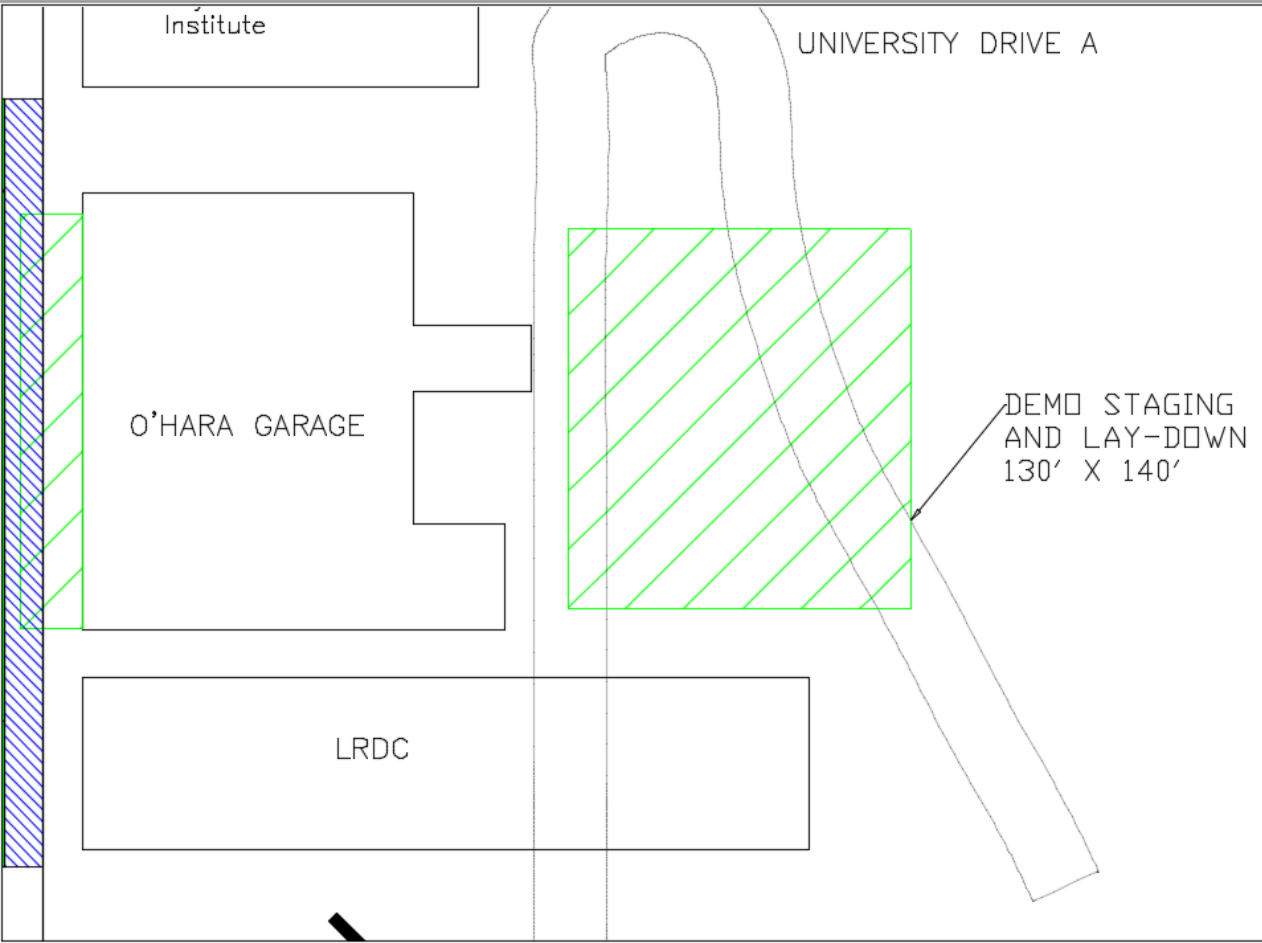 Institute
UNIVERSITY DRIVE A
O'HARA GARAGE
DEMO STAGING
AND LAY-DOWN
130' X 140'
LRDC